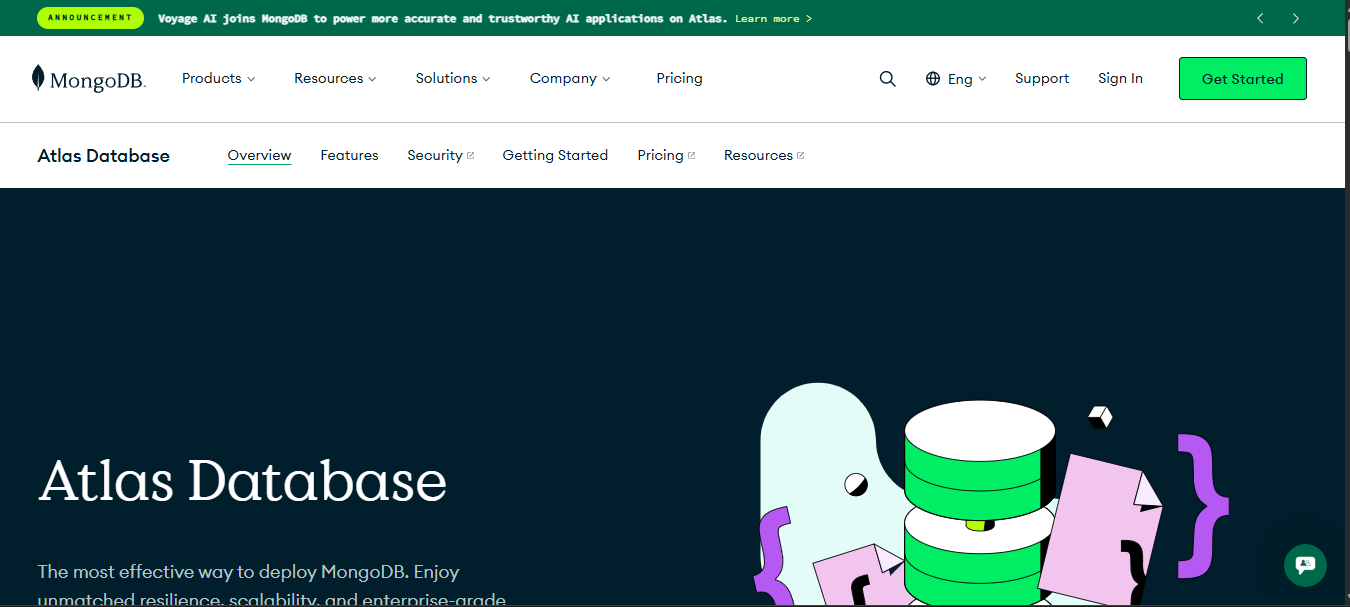 ANNOUNCEMENT Voyage AI joins MongoDB to power more accurate and trustworthy AI applications on Atlas. Learn more >
MongoDB. Products Resources Solutions Company Pricing Eng Support Sign In Get Started
Atlas Database Overview Features Security Getting Started Pricing Resources
Atlas Database
The most effective way to deploy MongoDB. Enjoy
unmatched resilience, scalability, and enterprise-grade